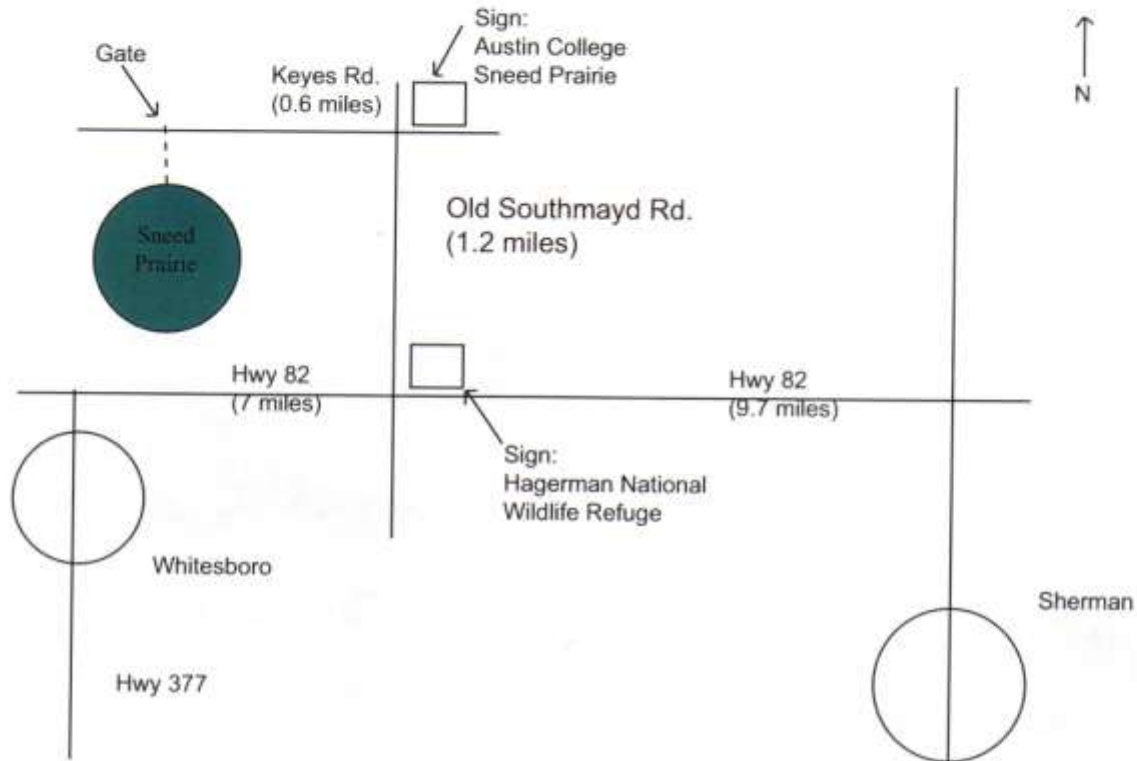 Sign:
Austin College
Sneed Prairie
Gate
Keyes Rd.
(0.6 miles)
N
Old Southmayd Rd.
(1.2 miles)
Sneed
Prairie
Hwy 82
(7 miles)
Hwy 82
(9.7 miles)
Sign:
Hagerman National
Wildlife Refuge
Whitesboro
Sherman
Hwy 377